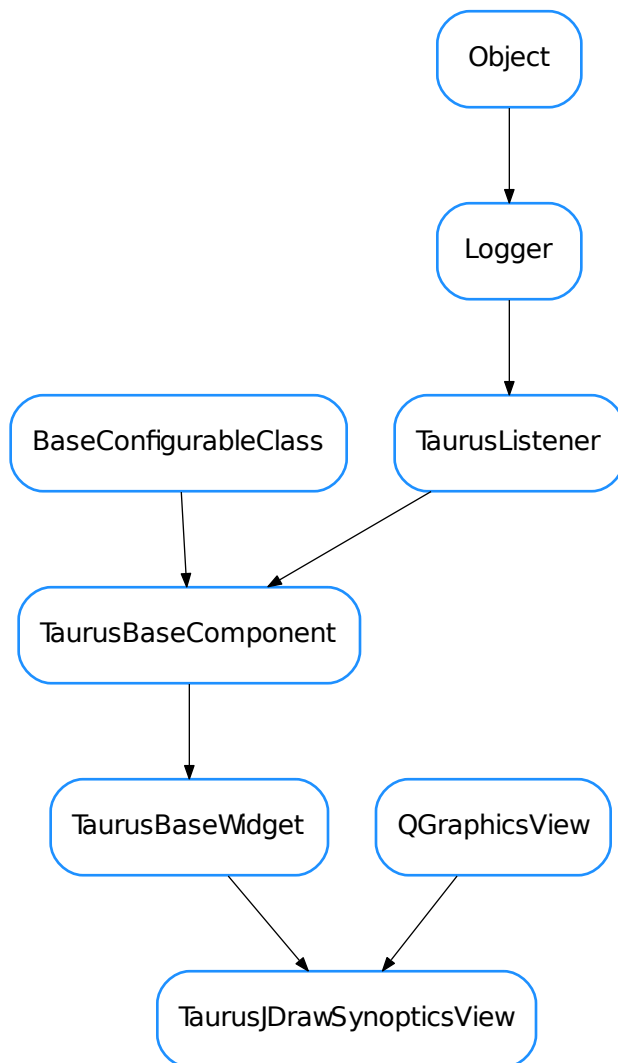 Object
Logger
BaseConfigurableClass
TaurusListener
TaurusBaseComponent
TaurusBaseWidget
QGraphicsView
TaurusJDrawSynopticsView